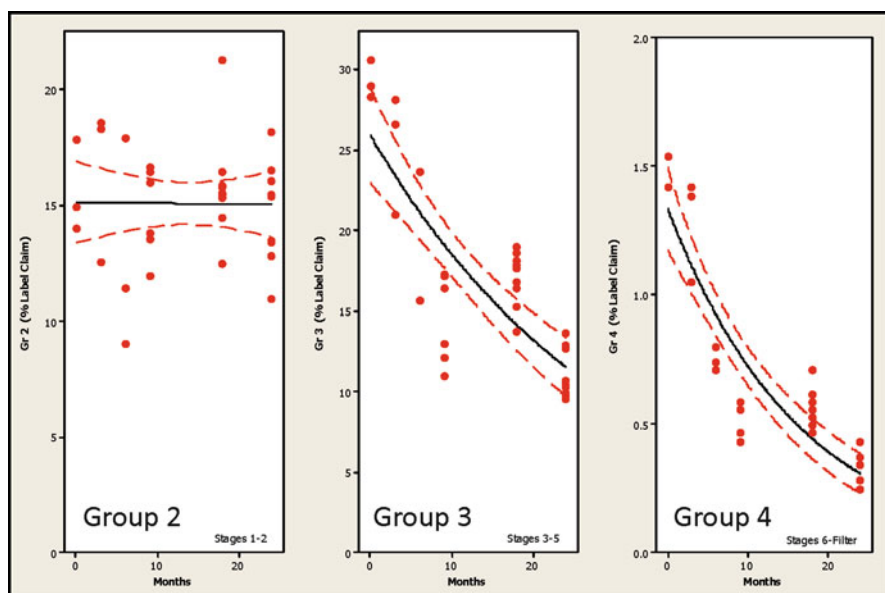 Gr 2 (% Label Claim)
20
15
10
5
0
Group 2
Stages 1-2
0
10
20
Months
Gr 3 (% Label Claim)
30
25
20
15
10
5
0
Group 3
Stages 3-5
0
10
20
Months
Gr 4 (% Label Claim)
2.0
1.5
1.0
0.5
0.0
Group 4
Stages 6-Filter
0
10
20
Months